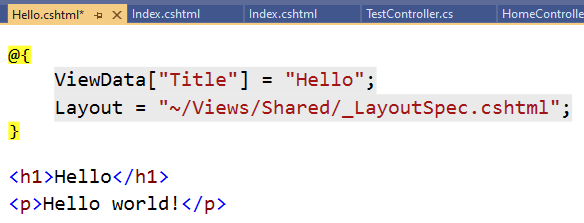 Hello.cshtml* Index.cshtml Index.cshtml TestController.cs HomeControlle
@{
ViewData["Title"] = "Hello";
Layout = "~/Views/Shared/_LayoutSpec.cshtml";
}
<h1>Hello</h1>
<p>Hello world!</p>